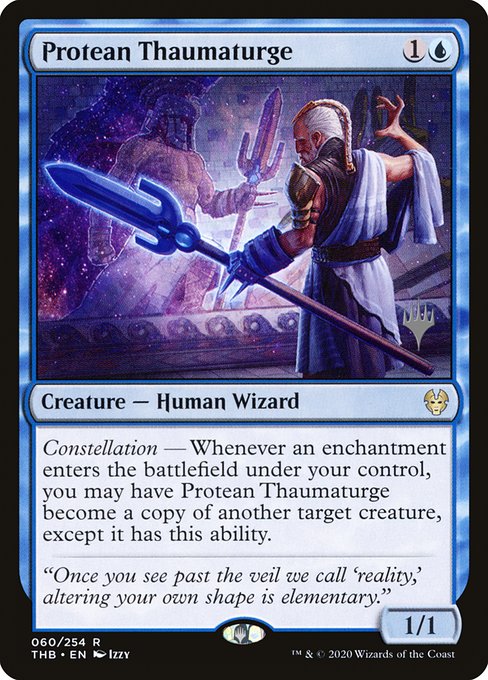 Protean Thaumaturge 1
Creature — Human Wizard
Constellation — Whenever an enchantment
enters the battlefield under your control,
you may have Protean Thaumaturge
become a copy of another target creature,
except it has this ability.
“Once you see past the veil we call ‘reality,’
altering your own shape is elementary.”
1/1
060/254 R
THB • EN Izzy
™ & © 2020 Wizards of the Coast